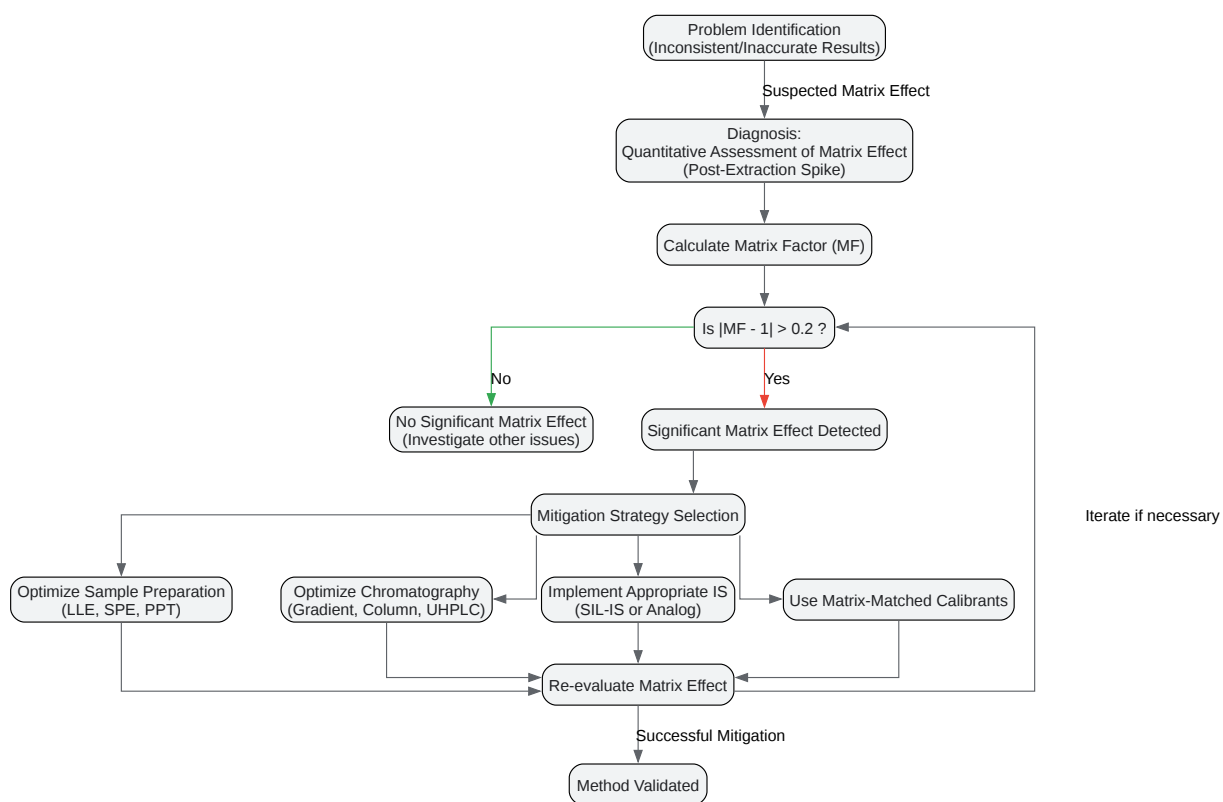 Problem Identification
(Inconsistent/Inaccurate Results)
Suspected Matrix Effect
Diagnosis:
Quantitative Assessment of Matrix Effect
(Post-Extraction Spike)
Calculate Matrix Factor (MF)
Is |MF - 1| > 0.2 ?
No
Yes
No Significant Matrix Effect
(Investigate other issues)
Significant Matrix Effect Detected
Mitigation Strategy Selection
Iterate if necessary
Optimize Sample Preparation
(LLE, SPE, PPT)
Optimize Chromatography
(Gradient, Column, UHPLC)
Implement Appropriate IS
(SIL-IS or Analog)
Use Matrix-Matched Calibrants
Re-evaluate Matrix Effect
Successful Mitigation
Method Validated